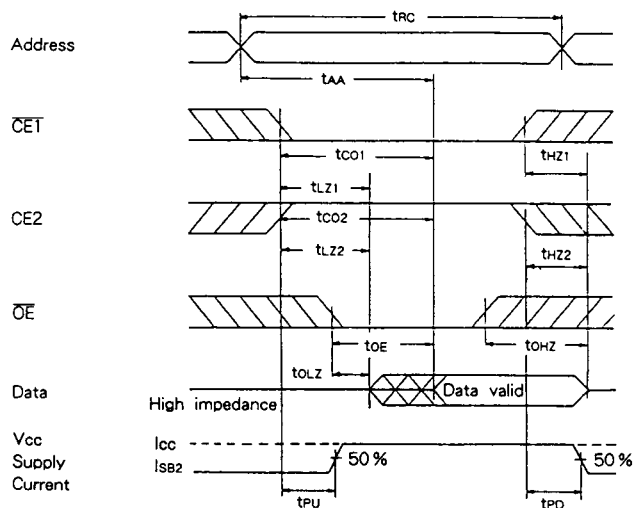 tRC
Address
tAA
CE1
tHZ1
tCO1
tLZ1
CE2
tCO2
tLZ2
tHZ2
OE
tOE
tOHZ
tOLZ
Data
Data valid
High impedance
Vcc Icc
Supply ISB2 50% 50%
Current
tPU tPD